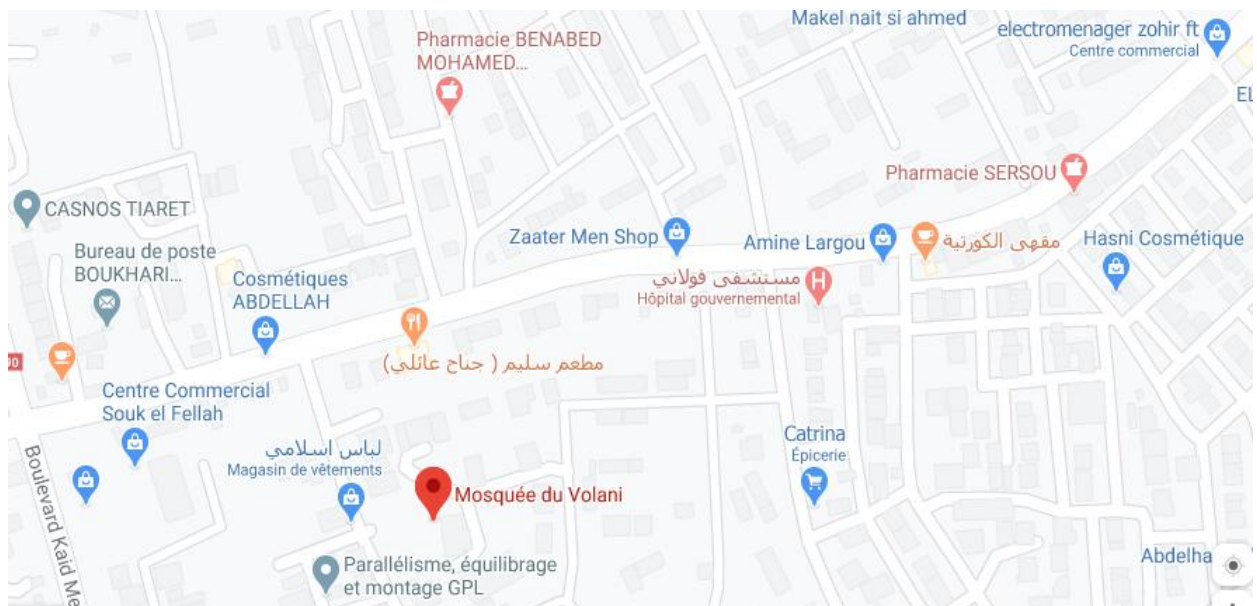 Makel nait si ahmed
electromenager zohir ft
Centre commercial
Pharmacie BENABED
MOHAMED...
EL
Pharmacie SERSOU
CASNOS TIARET
Zaater Men Shop
Amine Largou
مقهى الكورتية
Hasni Cosmétique
Bureau de poste
BOUKHARI...
Cosmétiques
ABDELLAH
مستشفى فولاني
Hôpital gouvernemental
90
مطعم سليم ( جناح عائلي)
Centre Commercial
Souk el Fellah
لباس اسلامي
Magasin de vêtements
Catrina
Épicerie
Boulevard Kaid Me
Mosquée du Volani
Parallélisme, équilibrage
et montage GPL
Abdelha